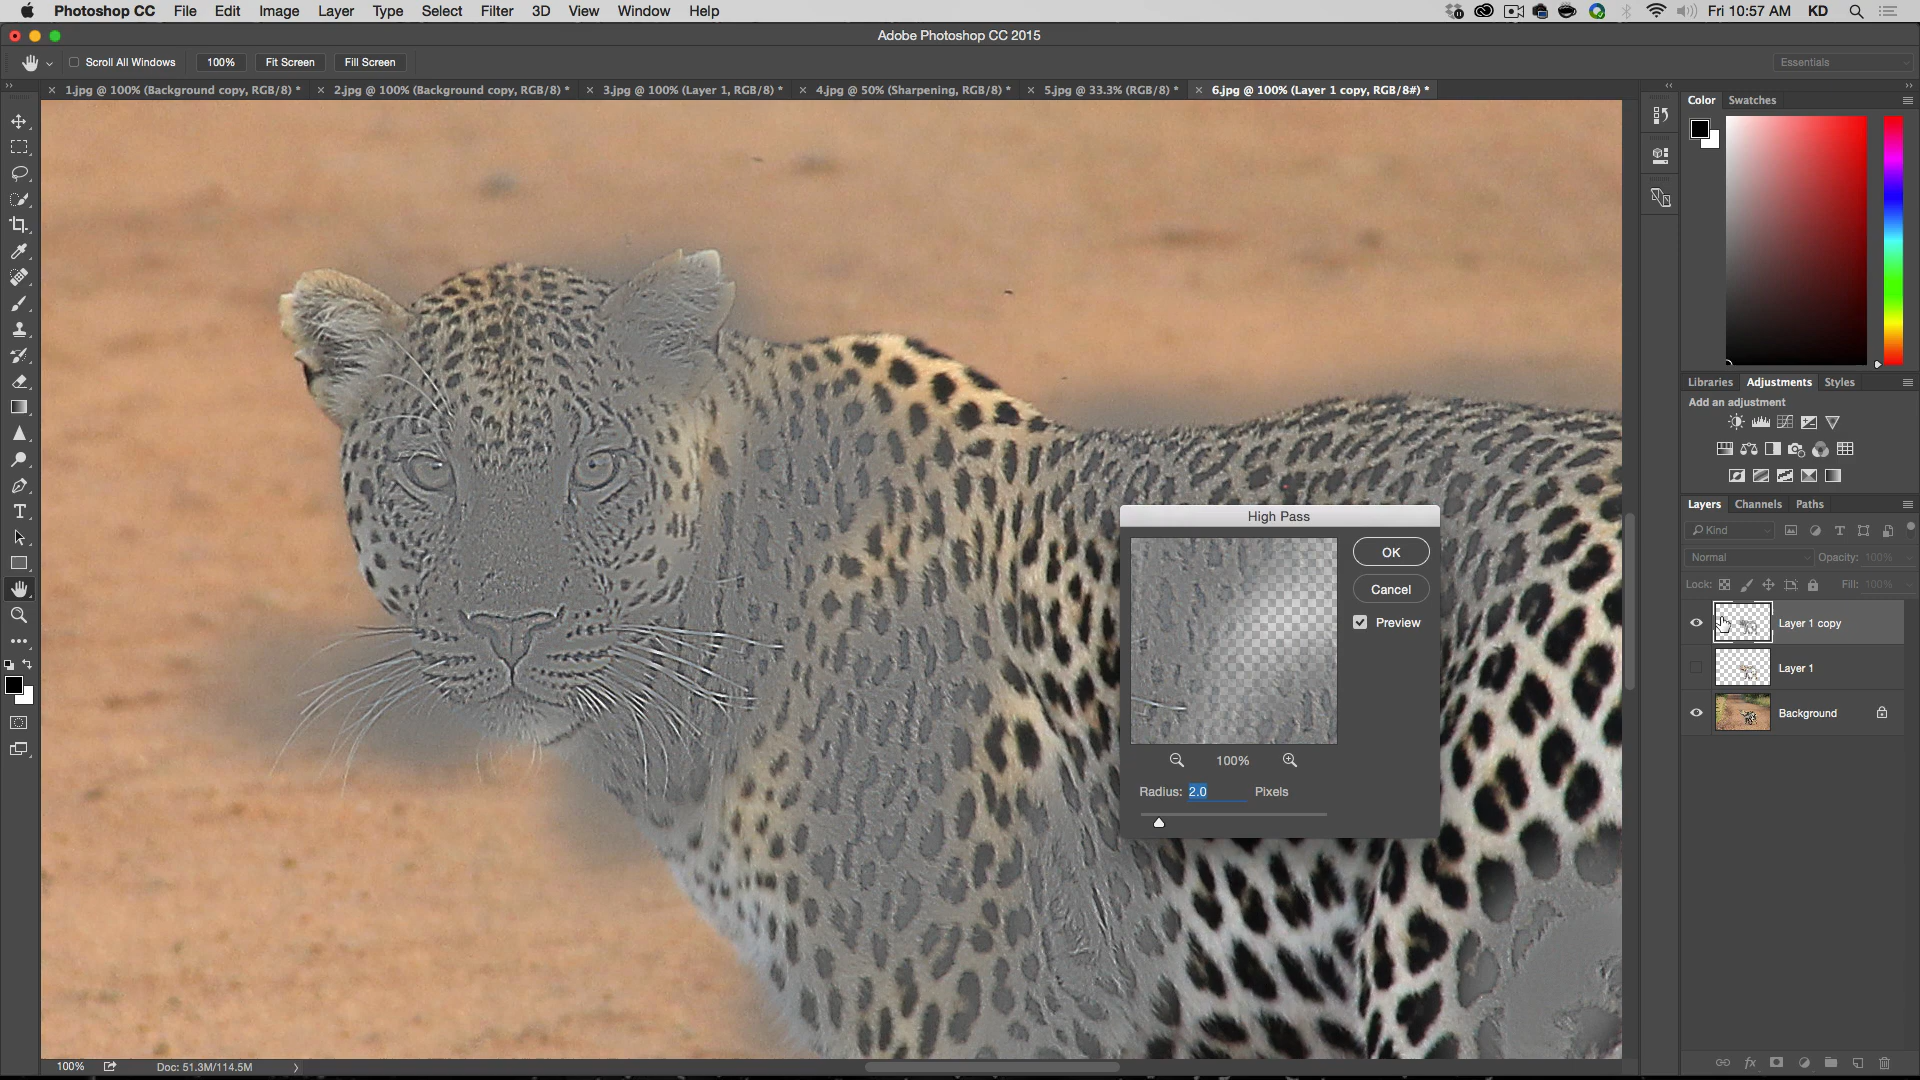 Photoshop CC File Edit Image Layer Type Select Filter 3D View Window Help Fri 10:57 AM KD
Adobe Photoshop CC 2015
Scroll All Windows 100% Fit Screen Fill Screen Essentials
1.jpg @ 100% (Background copy, RGB/8) * 2.jpg @ 100% (Background copy, RGB/8) * 3.jpg @ 100% (Layer 1, RGB/8) * 4.jpg @ 50% (Sharpening, RGB/8) * 5.jpg @ 33.3% (RGB/8) * 6.jpg @ 100% (Layer 1 copy, RGB/8#) *
Color Swatches
Libraries Adjustments Styles
Add an adjustment
Layers Channels Paths
Kind
Normal Opacity: 100%
Lock: Fill: 100%
Layer 1 copy
Layer 1
Background
High Pass
OK
Cancel
Preview
100%
Radius: 2.0 Pixels
100% Doc: 51.3M/114.5M